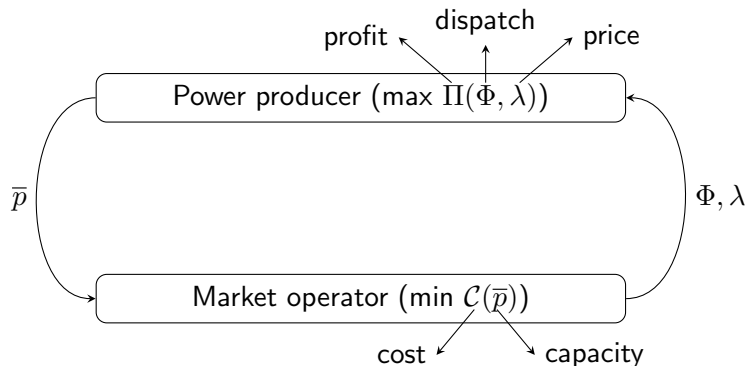 dispatch
profit price
Power producer (max Π(Φ, λ))
p̅ Φ, λ
Market operator (min 𝒞(p̅))
cost capacity